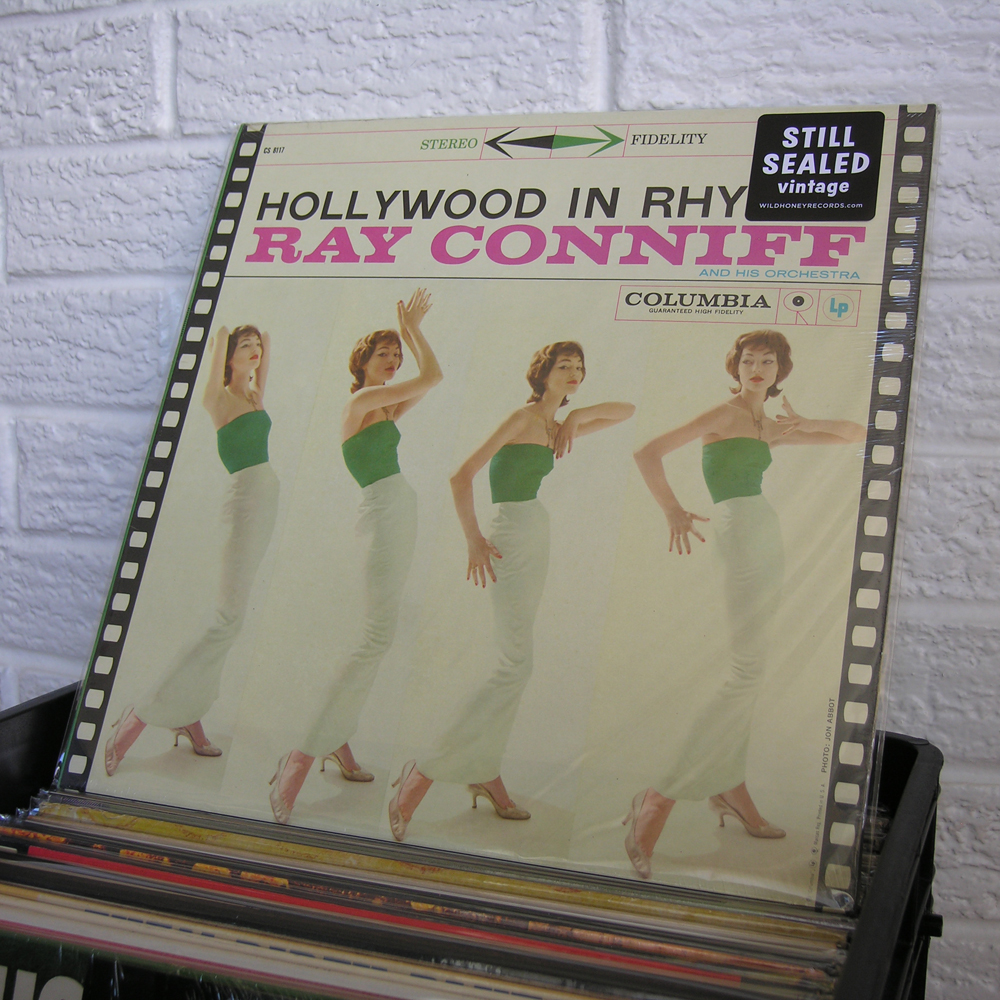 CS 8117
STEREO FIDELITY
STILL
SEALED
vintage
WILDHONEYRECORDS.com
HOLLYWOOD IN RHY
RAY CONNIFF
AND HIS ORCHESTRA
COLUMBIA
GUARANTEED HIGH FIDELITY
Lp
PHOTO: JON ABBOT